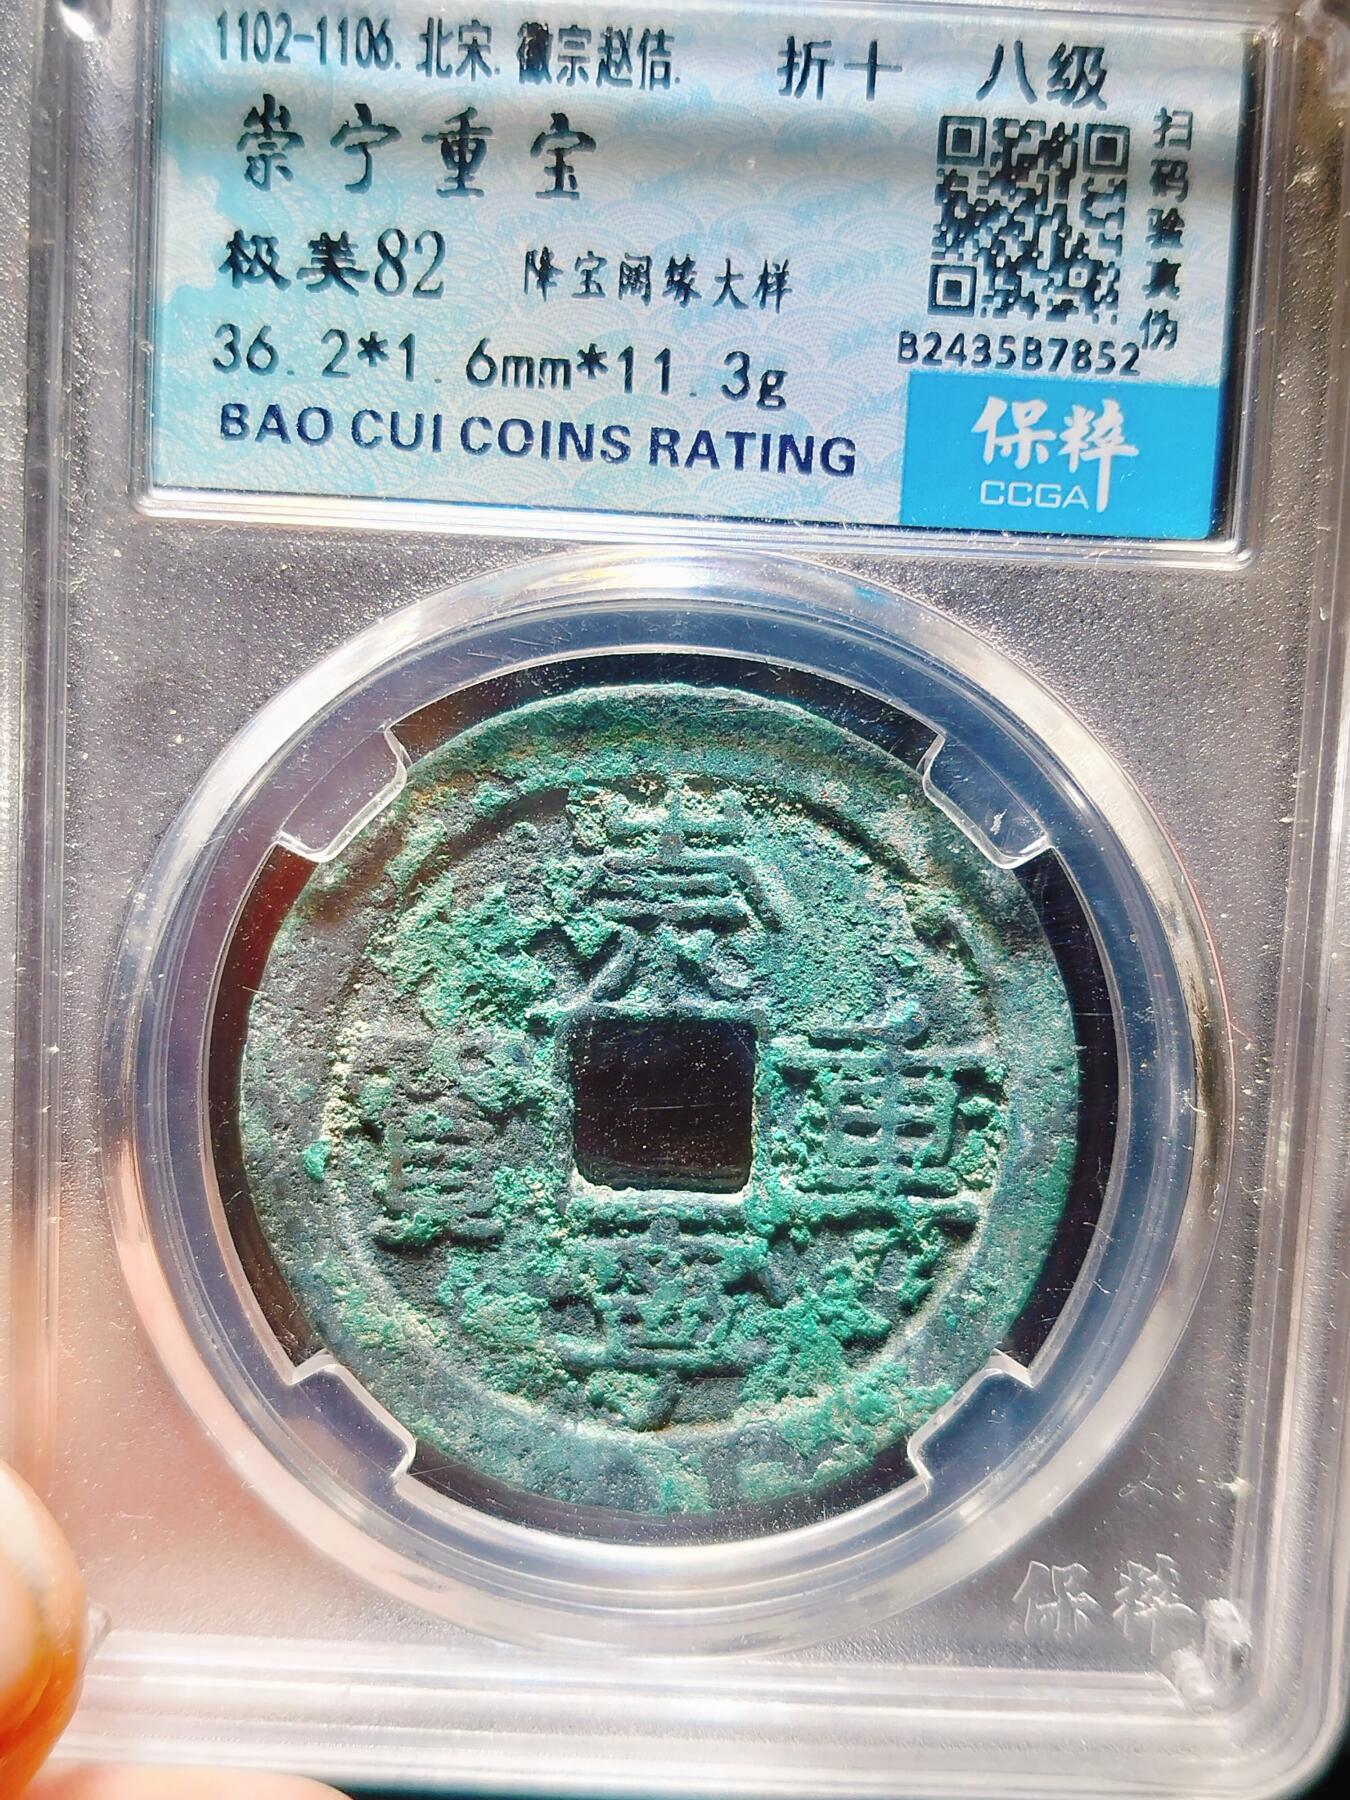 1102-1106. 北宋. 徽宗赵佶. 折十 八级
崇宁重宝
极美82 降宝阔缘大样
36.2*1.6mm*11.3g
BAO CUI COINS RATING
扫码验真伪
B2435B7852
保粹
CCGA
崇
重
寳
寧
保粹